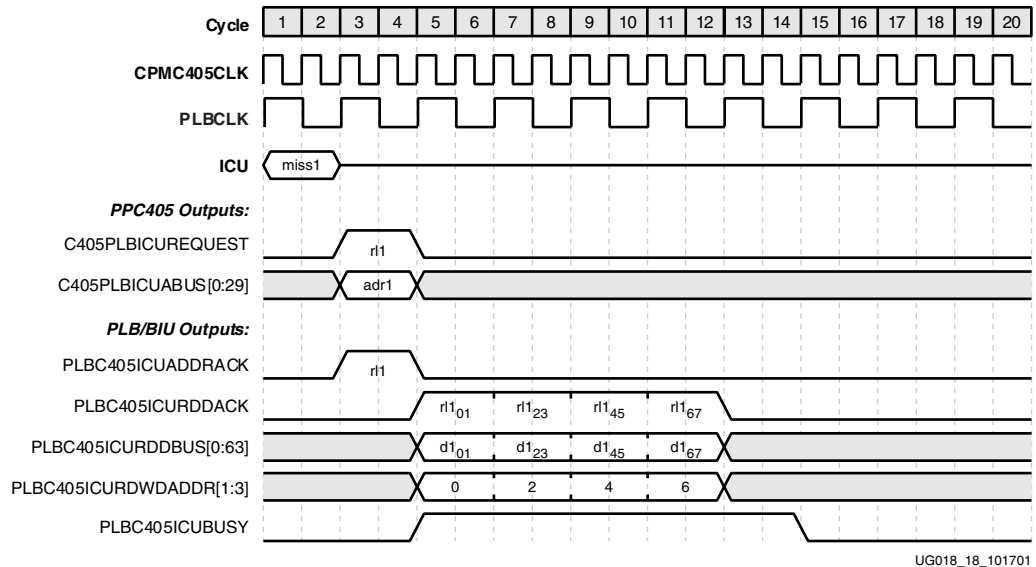 Cycle 1 2 3 4 5 6 7 8 9 10 11 12 13 14 15 16 17 18 19 20
CPMC405CLK
PLBCLK
ICU miss1
PPC405 Outputs:
C405PLBICUREQUEST rl1
C405PLBICUABUS[0:29] adr1
PLB/BIU Outputs:
PLBC405ICUADDRACK rl1
PLBC405ICURDDACK rl1₀₁ rl1₂₃ rl1₄₅ rl1₆₇
PLBC405ICURDDBUS[0:63] d1₀₁ d1₂₃ d1₄₅ d1₆₇
PLBC405ICURDWDADDR[1:3] 0 2 4 6
PLBC405ICUBUSY
UG018_18_101701